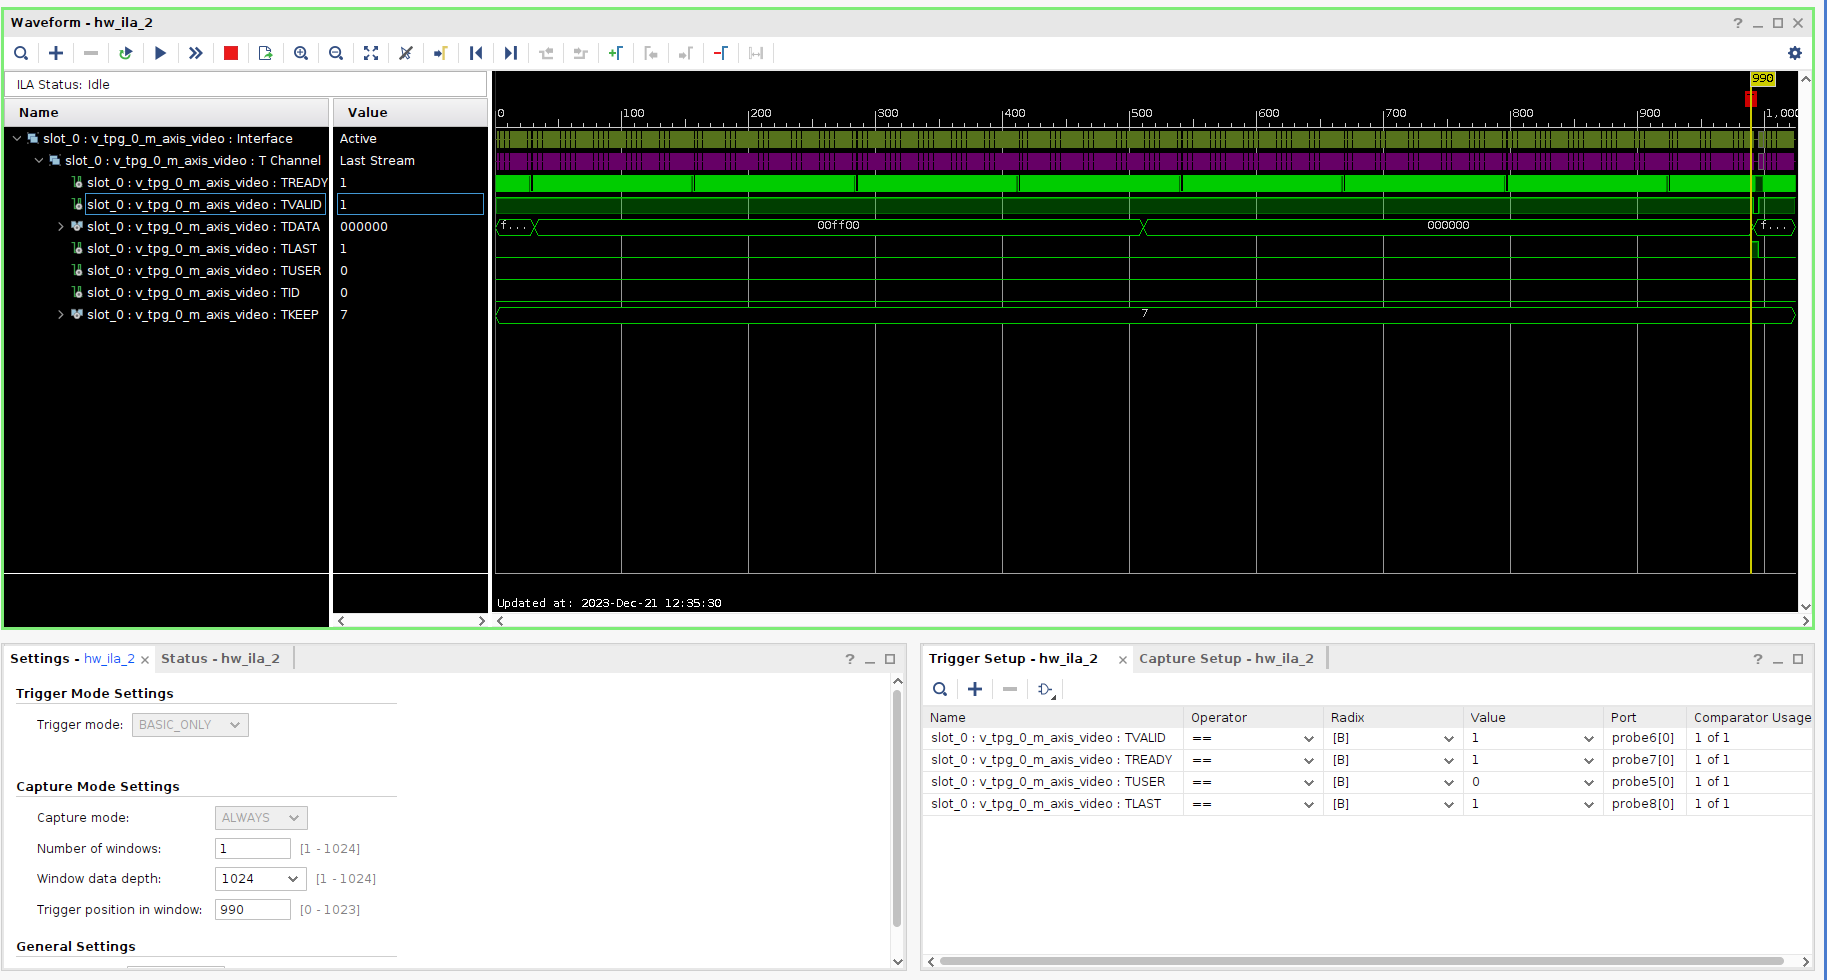 Waveform - hw_ila_2
ILA Status: Idle
Name Value
slot_0 : v_tpg_0_m_axis_video : Interface Active
slot_0 : v_tpg_0_m_axis_video : T Channel Last Stream
slot_0 : v_tpg_0_m_axis_video : TREADY 1
slot_0 : v_tpg_0_m_axis_video : TVALID 1
slot_0 : v_tpg_0_m_axis_video : TDATA 000000
slot_0 : v_tpg_0_m_axis_video : TLAST 1
slot_0 : v_tpg_0_m_axis_video : TUSER 0
slot_0 : v_tpg_0_m_axis_video : TID 0
slot_0 : v_tpg_0_m_axis_video : TKEEP 7
990
0 100 200 300 400 500 600 700 800 900 1,000
f... 00ff00 000000 f...
7
Updated at: 2023-Dec-21 12:35:30
Settings - hw_ila_2 Status - hw_ila_2
Trigger Mode Settings
Trigger mode: BASIC_ONLY
Capture Mode Settings
Capture mode: ALWAYS
Number of windows: 1 [1 - 1024]
Window data depth: 1024 [1 - 1024]
Trigger position in window: 990 [0 - 1023]
General Settings
Trigger Setup - hw_ila_2 Capture Setup - hw_ila_2
Name Operator Radix Value Port Comparator Usage
slot_0 : v_tpg_0_m_axis_video : TVALID == [B] 1 probe6[0] 1 of 1
slot_0 : v_tpg_0_m_axis_video : TREADY == [B] 1 probe7[0] 1 of 1
slot_0 : v_tpg_0_m_axis_video : TUSER == [B] 0 probe5[0] 1 of 1
slot_0 : v_tpg_0_m_axis_video : TLAST == [B] 1 probe8[0] 1 of 1